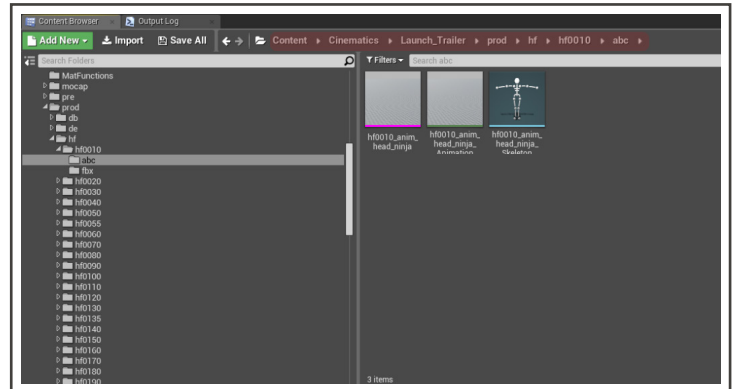 Content Browser Output Log
Add New Import Save All Content Cinematics Launch_Trailer prod hf hf0010 abc
Search Folders
MatFunctions
mocap
pre
prod
db
de
hf
hf0010
abc
fbx
hf0020
hf0030
hf0040
hf0050
hf0055
hf0060
hf0070
hf0080
hf0090
hf0100
hf0110
hf0120
hf0130
hf0135
hf0140
hf0150
hf0160
hf0170
hf0180
hf0190
Filters Search abc
hf0010_anim_
head_ninja
hf0010_anim_
head_ninja_
Animation
hf0010_anim_
head_ninja_
Skeleton
3 items